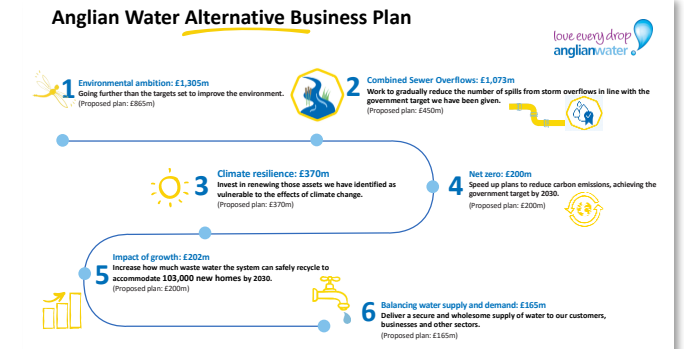 Anglian Water Alternative Business Plan
love every drop
anglianwater
1
Environmental ambition: £1,305m
Going further than the targets set to improve the environment.
(Proposed plan: £865m)
2
Combined Sewer Overflows: £1,073m
Work to gradually reduce the number of spills from storm overflows in line with the
government target we have been given.
(Proposed plan: £450m)
3
Climate resilience: £370m
Invest in renewing those assets we have identified as
vulnerable to the effects of climate change.
(Proposed plan: £370m)
4
Net zero: £200m
Speed up plans to reduce carbon emissions, achieving the
government target by 2030.
(Proposed plan: £200m)
5
Impact of growth: £202m
Increase how much waste water the system can safely recycle to
accommodate 103,000 new homes by 2030.
(Proposed plan: £200m)
6
Balancing water supply and demand: £165m
Deliver a secure and wholesome supply of water to our customers,
businesses and other sectors.
(Proposed plan: £165m)